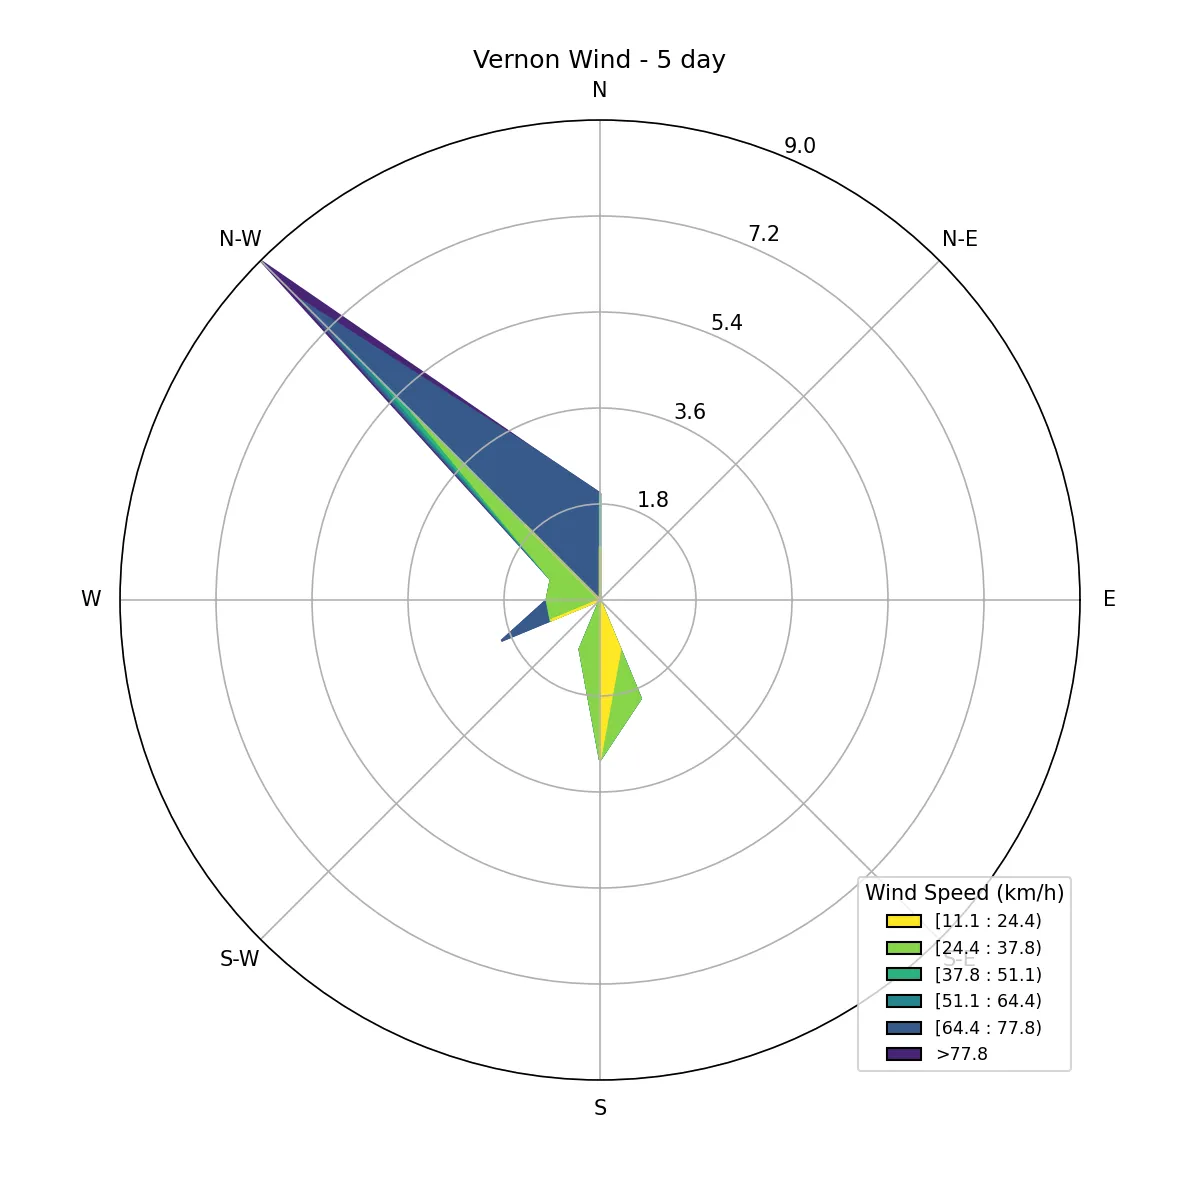 Vernon Wind - 5 day
N
9.0
7.2
N-W
N-E
5.4
3.6
1.8
W
E
Wind Speed (km/h)
[11.1 : 24.4)
[24.4 : 37.8)
S-W
S-E
[37.8 : 51.1)
[51.1 : 64.4)
[64.4 : 77.8)
>77.8
S